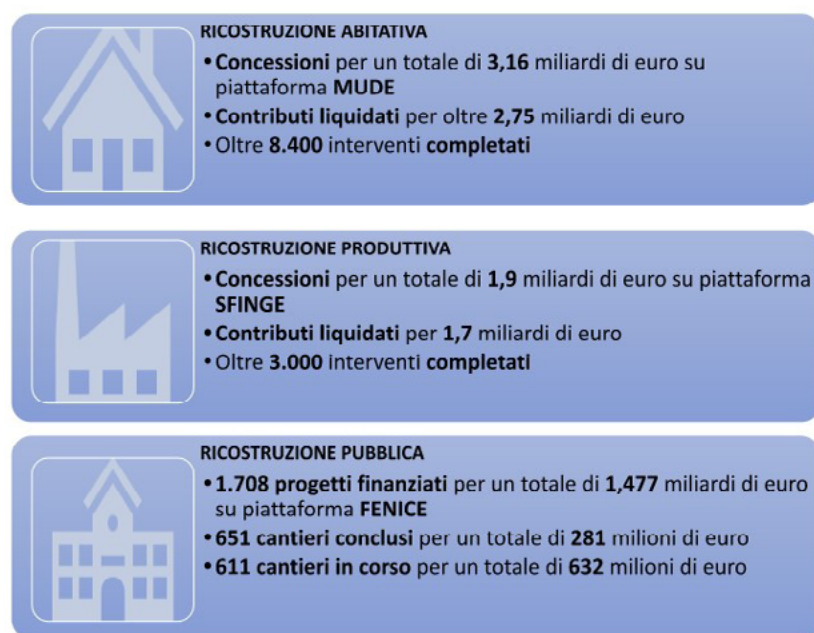 RICOSTRUZIONE ABITATIVA
• Concessioni per un totale di 3,16 miliardi di euro su
piattaforma MUDE
• Contributi liquidati per oltre 2,75 miliardi di euro
• Oltre 8.400 interventi completati
RICOSTRUZIONE PRODUTTIVA
• Concessioni per un totale di 1,9 miliardi di euro su piattaforma
SFINGE
• Contributi liquidati per 1,7 miliardi di euro
• Oltre 3.000 interventi completati
RICOSTRUZIONE PUBBLICA
• 1.708 progetti finanziati per un totale di 1,477 miliardi di euro
su piattaforma FENICE
• 651 cantieri conclusi per un totale di 281 milioni di euro
• 611 cantieri in corso per un totale di 632 milioni di euro